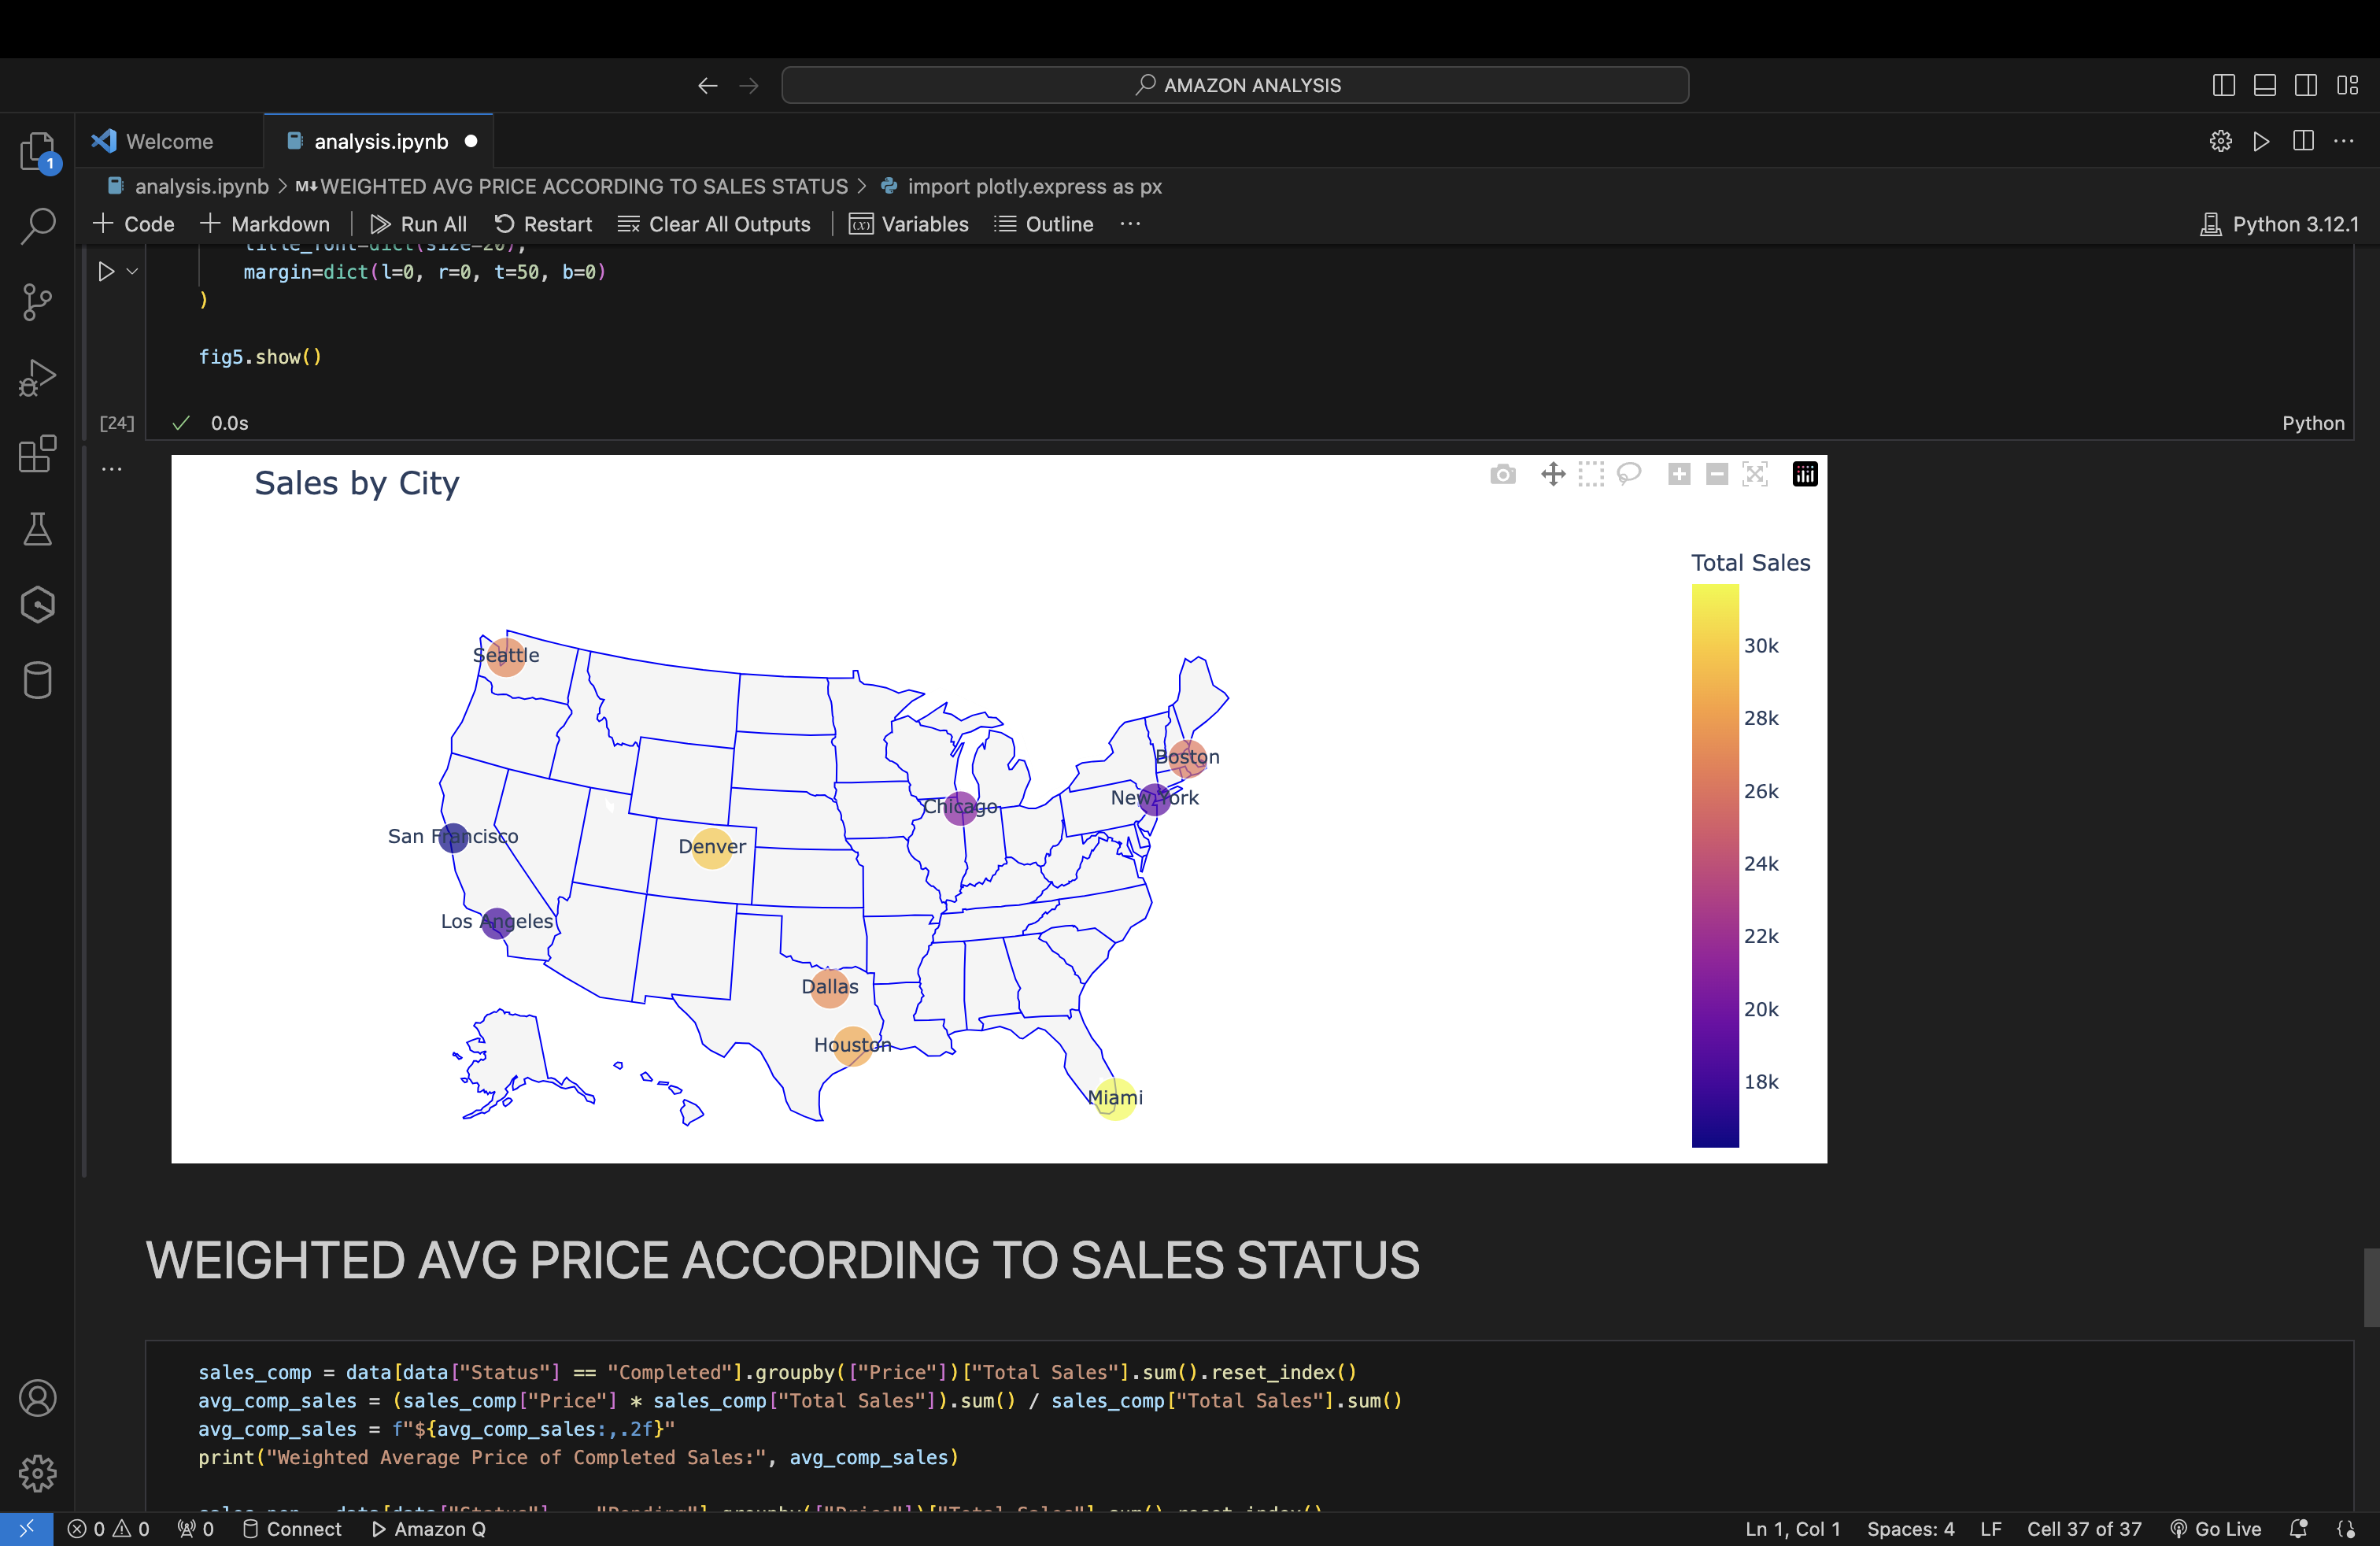 AMAZON ANALYSIS
Welcome
analysis.ipynb
1
analysis.ipynb > M↓WEIGHTED AVG PRICE ACCORDING TO SALES STATUS > import plotly.express as px
+ Code + Markdown | Run All Restart Clear All Outputs | Variables Outline ... Python 3.12.1
title_font=dict(size=20),
margin=dict(l=0, r=0, t=50, b=0)
)
fig5.show()
[24] ✓ 0.0s Python
...
Sales by City
Total Sales
30k
28k
26k
24k
22k
20k
18k
Seattle
Boston
New York
Chicago
San Francisco
Denver
Los Angeles
Dallas
Houston
Miami
WEIGHTED AVG PRICE ACCORDING TO SALES STATUS
sales_comp = data[data["Status"] == "Completed"].groupby(["Price"])["Total Sales"].sum().reset_index()
avg_comp_sales = (sales_comp["Price"] * sales_comp["Total Sales"]).sum() / sales_comp["Total Sales"].sum()
avg_comp_sales = f"${avg_comp_sales:,.2f}"
print("Weighted Average Price of Completed Sales:", avg_comp_sales)
0 0 0 Connect Amazon Q Ln 1, Col 1 Spaces: 4 LF Cell 37 of 37 Go Live